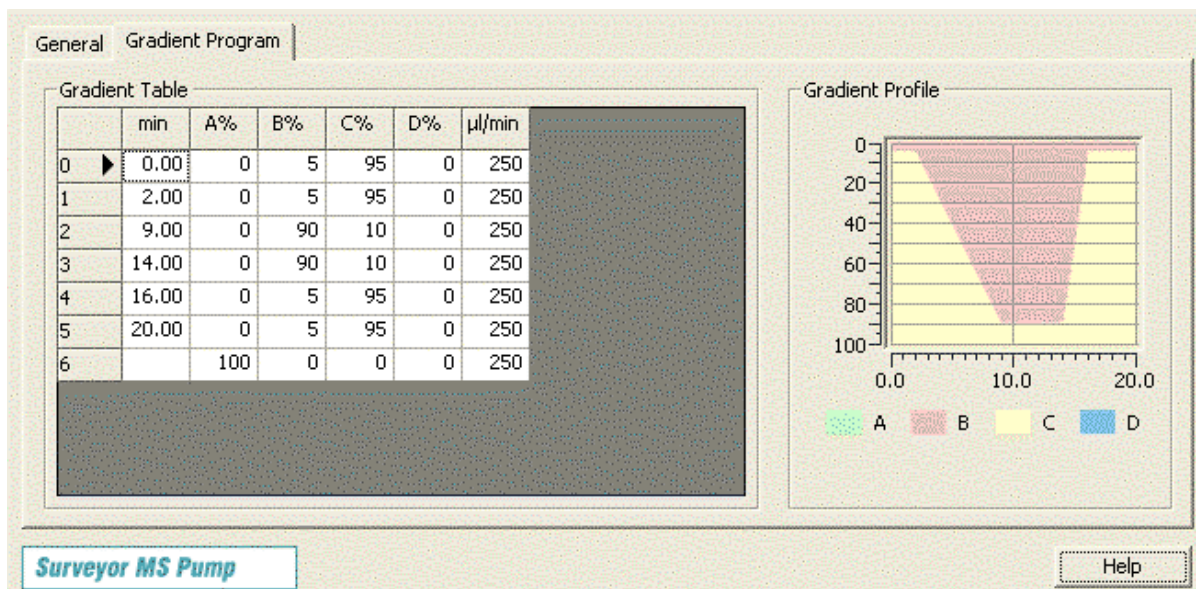 General Gradient Program
Gradient Table
min A% B% C% D% µl/min
0 0.00 0 5 95 0 250
1 2.00 0 5 95 0 250
2 9.00 0 90 10 0 250
3 14.00 0 90 10 0 250
4 16.00 0 5 95 0 250
5 20.00 0 5 95 0 250
6 100 0 0 0 250
Gradient Profile
0
20
40
60
80
100
0.0 10.0 20.0
A B C D
Surveyor MS Pump
Help